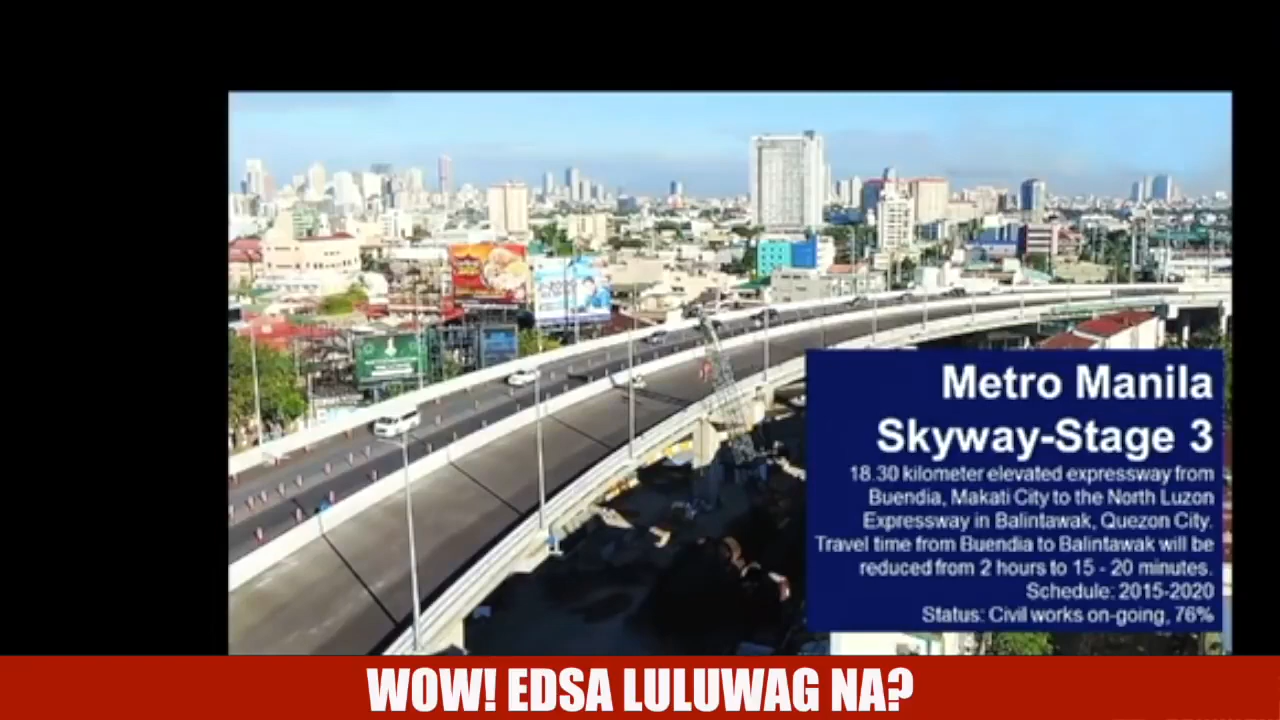 Metro Manila
Skyway-Stage 3
18.30 kilometer elevated expressway from
Buendia, Makati City to the North Luzon
Expressway in Balintawak, Quezon City.
Travel time from Buendia to Balintawak will be
reduced from 2 hours to 15 - 20 minutes.
Schedule: 2015-2020
Status: Civil works on-going, 76%
WOW! EDSA LULUWAG NA?